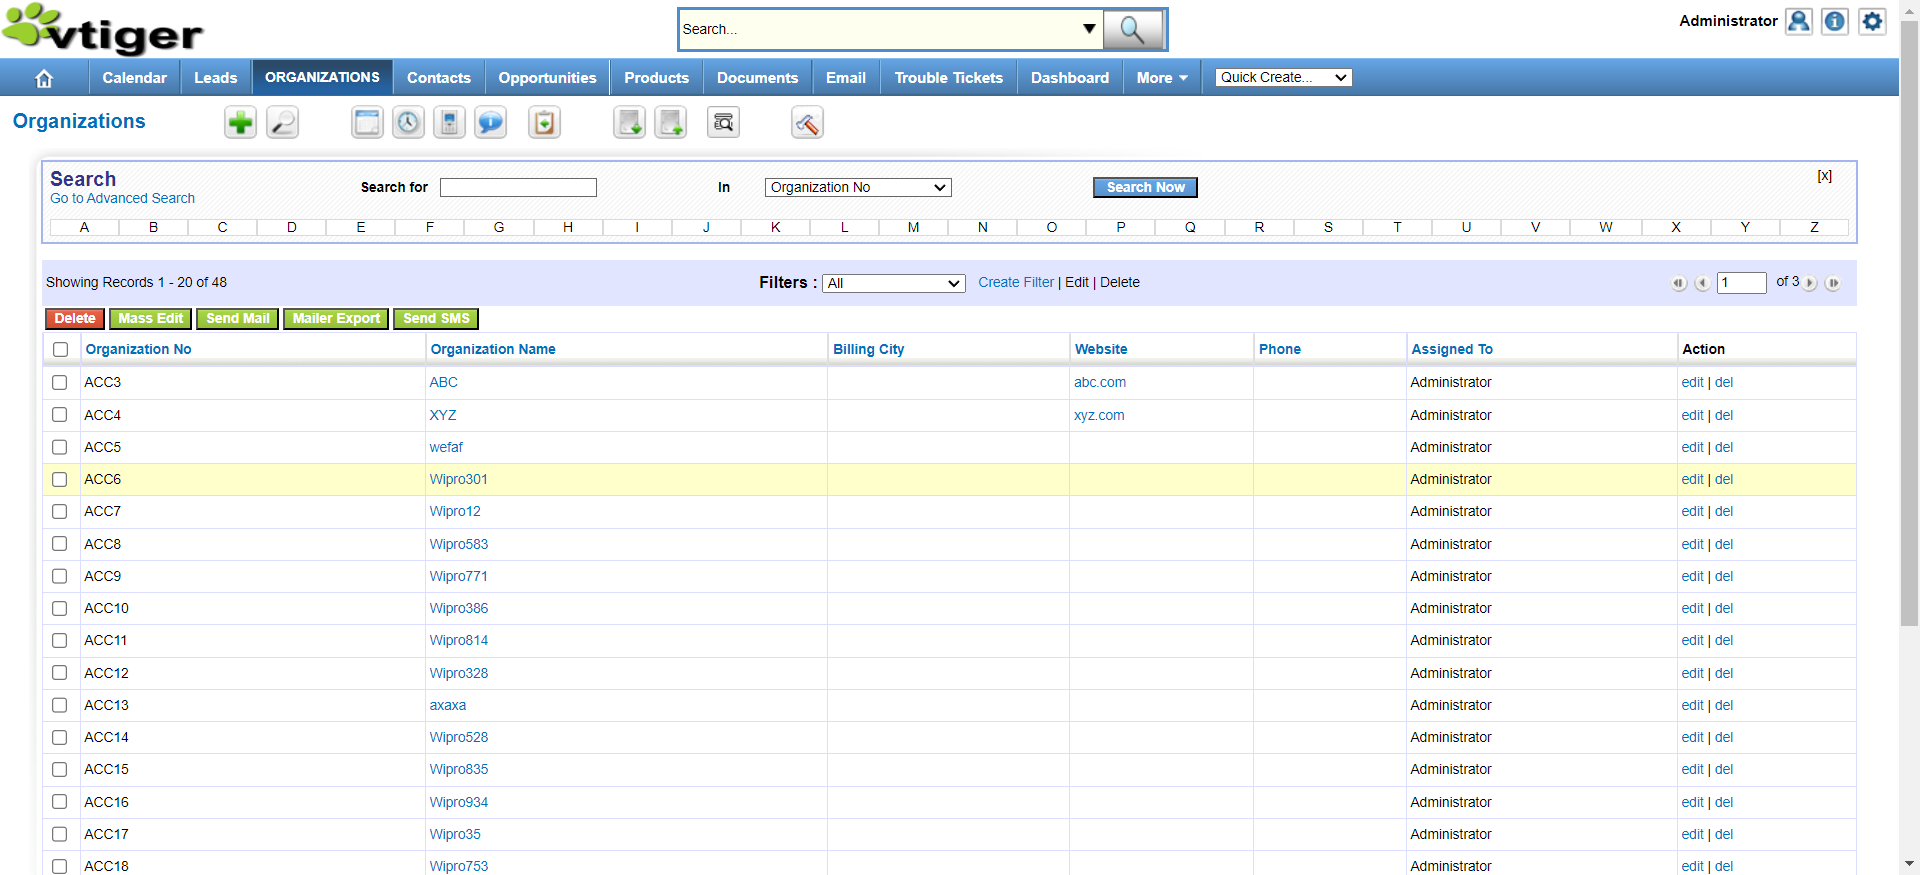 vtiger
Search...
Administrator
Calendar Leads ORGANIZATIONS Contacts Opportunities Products Documents Email Trouble Tickets Dashboard More Quick Create...
Organizations
Search
Go to Advanced Search
Search for In Organization No Search Now [x]
A B C D E F G H I J K L M N O P Q R S T U V W X Y Z
Showing Records 1 - 20 of 48 Filters : All Create Filter | Edit | Delete 1 of 3
Delete Mass Edit Send Mail Mailer Export Send SMS
Organization No Organization Name Billing City Website Phone Assigned To Action
ACC3 ABC abc.com Administrator edit | del
ACC4 XYZ xyz.com Administrator edit | del
ACC5 wefaf Administrator edit | del
ACC6 Wipro301 Administrator edit | del
ACC7 Wipro12 Administrator edit | del
ACC8 Wipro583 Administrator edit | del
ACC9 Wipro771 Administrator edit | del
ACC10 Wipro386 Administrator edit | del
ACC11 Wipro814 Administrator edit | del
ACC12 Wipro328 Administrator edit | del
ACC13 axaxa Administrator edit | del
ACC14 Wipro528 Administrator edit | del
ACC15 Wipro835 Administrator edit | del
ACC16 Wipro934 Administrator edit | del
ACC17 Wipro35 Administrator edit | del
ACC18 Wipro753 Administrator edit | del